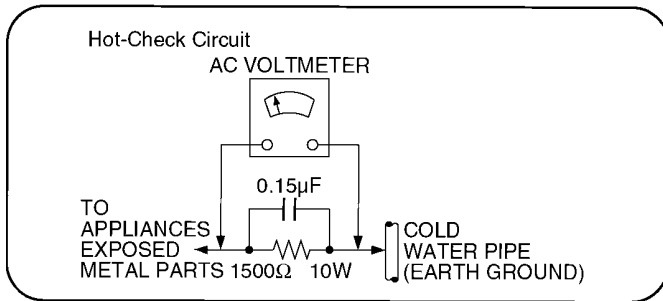 Hot-Check Circuit
AC VOLTMETER
0.15µF
TO
APPLIANCES
EXPOSED
METAL PARTS 1500Ω 10W
COLD
WATER PIPE
(EARTH GROUND)